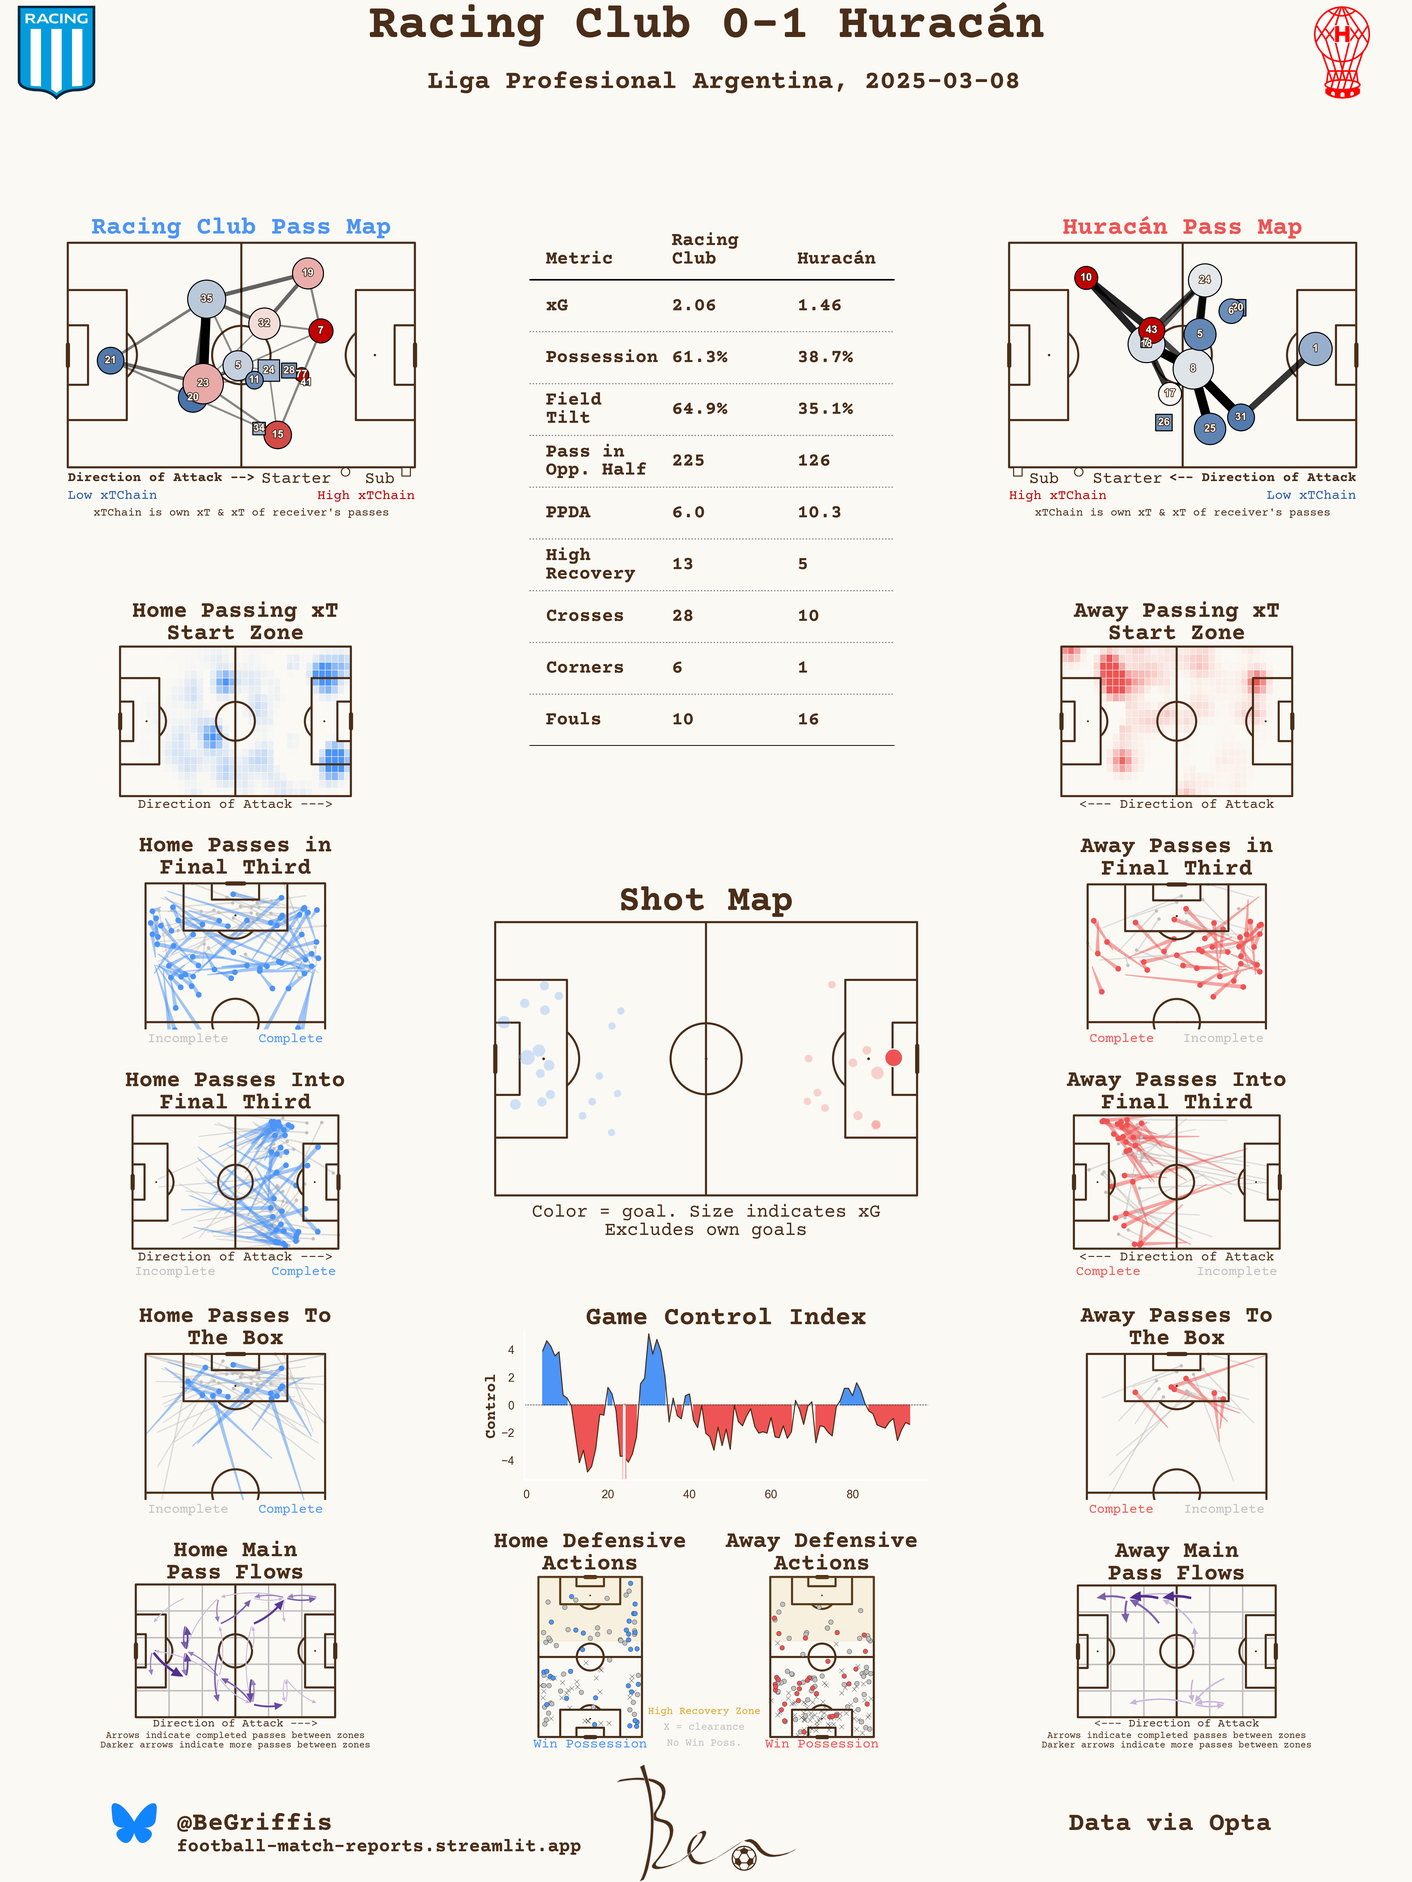 Racing Club 0-1 Huracán
Liga Profesional Argentina, 2025-03-08
RACING
H
Racing Club Pass Map
19
35
32
7
21
5
24
28
77
41
11
23
20
34
15
Direction of Attack --> Starter Sub
Low xTChain High xTChain
xTChain is own xT & xT of receiver's passes
Metric Racing Club Huracán
xG 2.06 1.46
Possession 61.3% 38.7%
Field Tilt 64.9% 35.1%
Pass in Opp. Half 225 126
PPDA 6.0 10.3
High Recovery 13 5
Crosses 28 10
Corners 6 1
Fouls 10 16
Huracán Pass Map
10
24
6
20
43
5
1
8
17
26
25
31
Sub Starter <-- Direction of Attack
High xTChain Low xTChain
xTChain is own xT & xT of receiver's passes
Home Passing xT
Start Zone
Direction of Attack --->
Away Passing xT
Start Zone
<--- Direction of Attack
Home Passes in
Final Third
Incomplete Complete
Away Passes in
Final Third
Complete Incomplete
Shot Map
Color = goal. Size indicates xG
Excludes own goals
Home Passes Into
Final Third
Direction of Attack --->
Incomplete Complete
Away Passes Into
Final Third
<--- Direction of Attack
Complete Incomplete
Home Passes To
The Box
Incomplete Complete
Game Control Index
Control
4
2
0
−2
−4
0 20 40 60 80
Away Passes To
The Box
Complete Incomplete
Home Main
Pass Flows
Direction of Attack --->
Arrows indicate completed passes between zones
Darker arrows indicate more passes between zones
Home Defensive
Actions
Win Possession
High Recovery Zone
X = clearance
No Win Poss.
Away Defensive
Actions
Win Possession
Away Main
Pass Flows
<--- Direction of Attack
Arrows indicate completed passes between zones
Darker arrows indicate more passes between zones
@BeGriffis
football-match-reports.streamlit.app
Ben
Data via Opta